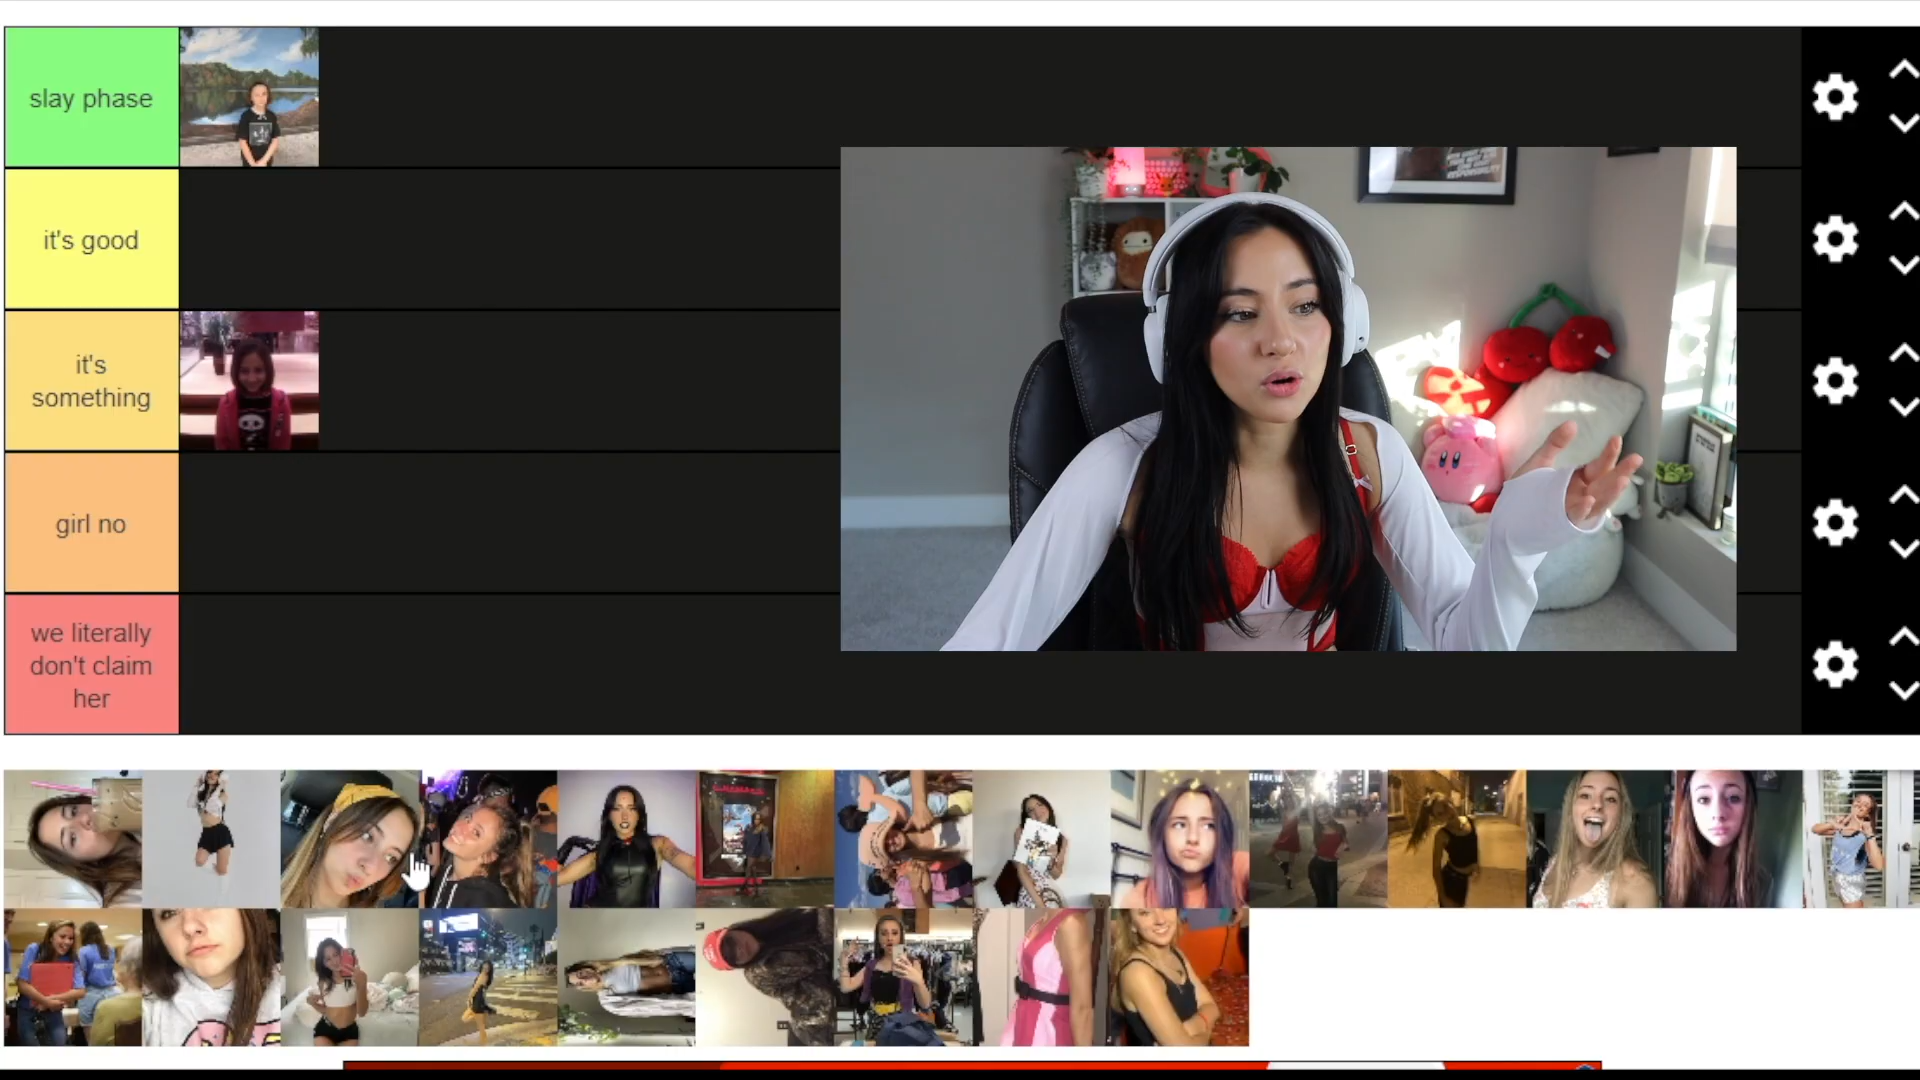 slay phase
it's good
it's
something
girl no
we literally
don't claim
her